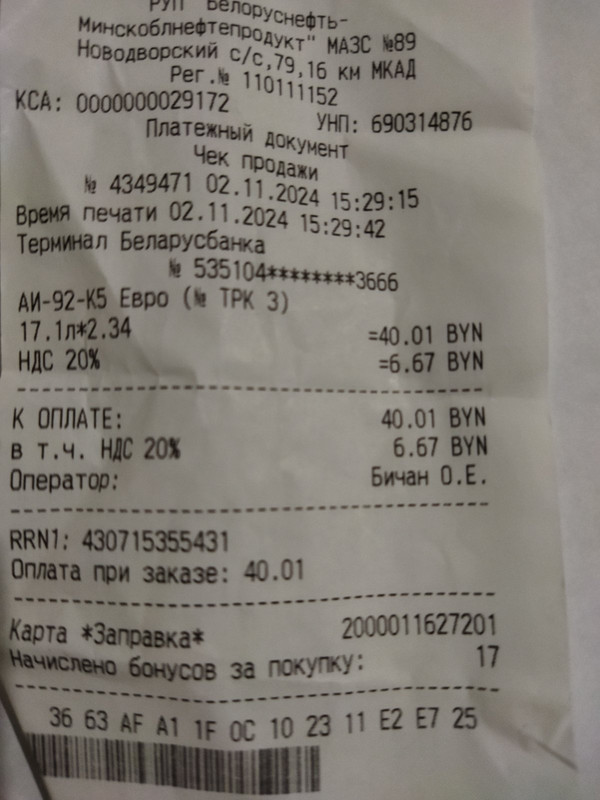 РУП "Белоруснефть-
Минскоблнефтепродукт" МАЗС №89
Новодворский с/с,79,16 км МКАД
Рег.№ 110111152
КСА: 0000000029172
УНП: 690314876
Платежный документ
Чек продажи
№ 4349471 02.11.2024 15:29:15
Время печати 02.11.2024 15:29:42
Терминал Беларусбанка
№ 535104********3666
АИ-92-К5 Евро (№ ТРК 3)
17.1л*2.34 =40.01 BYN
НДС 20% =6.67 BYN
К ОПЛАТЕ: 40.01 BYN
в т.ч. НДС 20% 6.67 BYN
Оператор: Бичан О.Е.
RRN1: 430715355431
Оплата при заказе: 40.01
Карта *Заправка* 2000011627201
Начислено бонусов за покупку: 17
36 63 AF A1 1F 0C 10 23 11 E2 E7 25